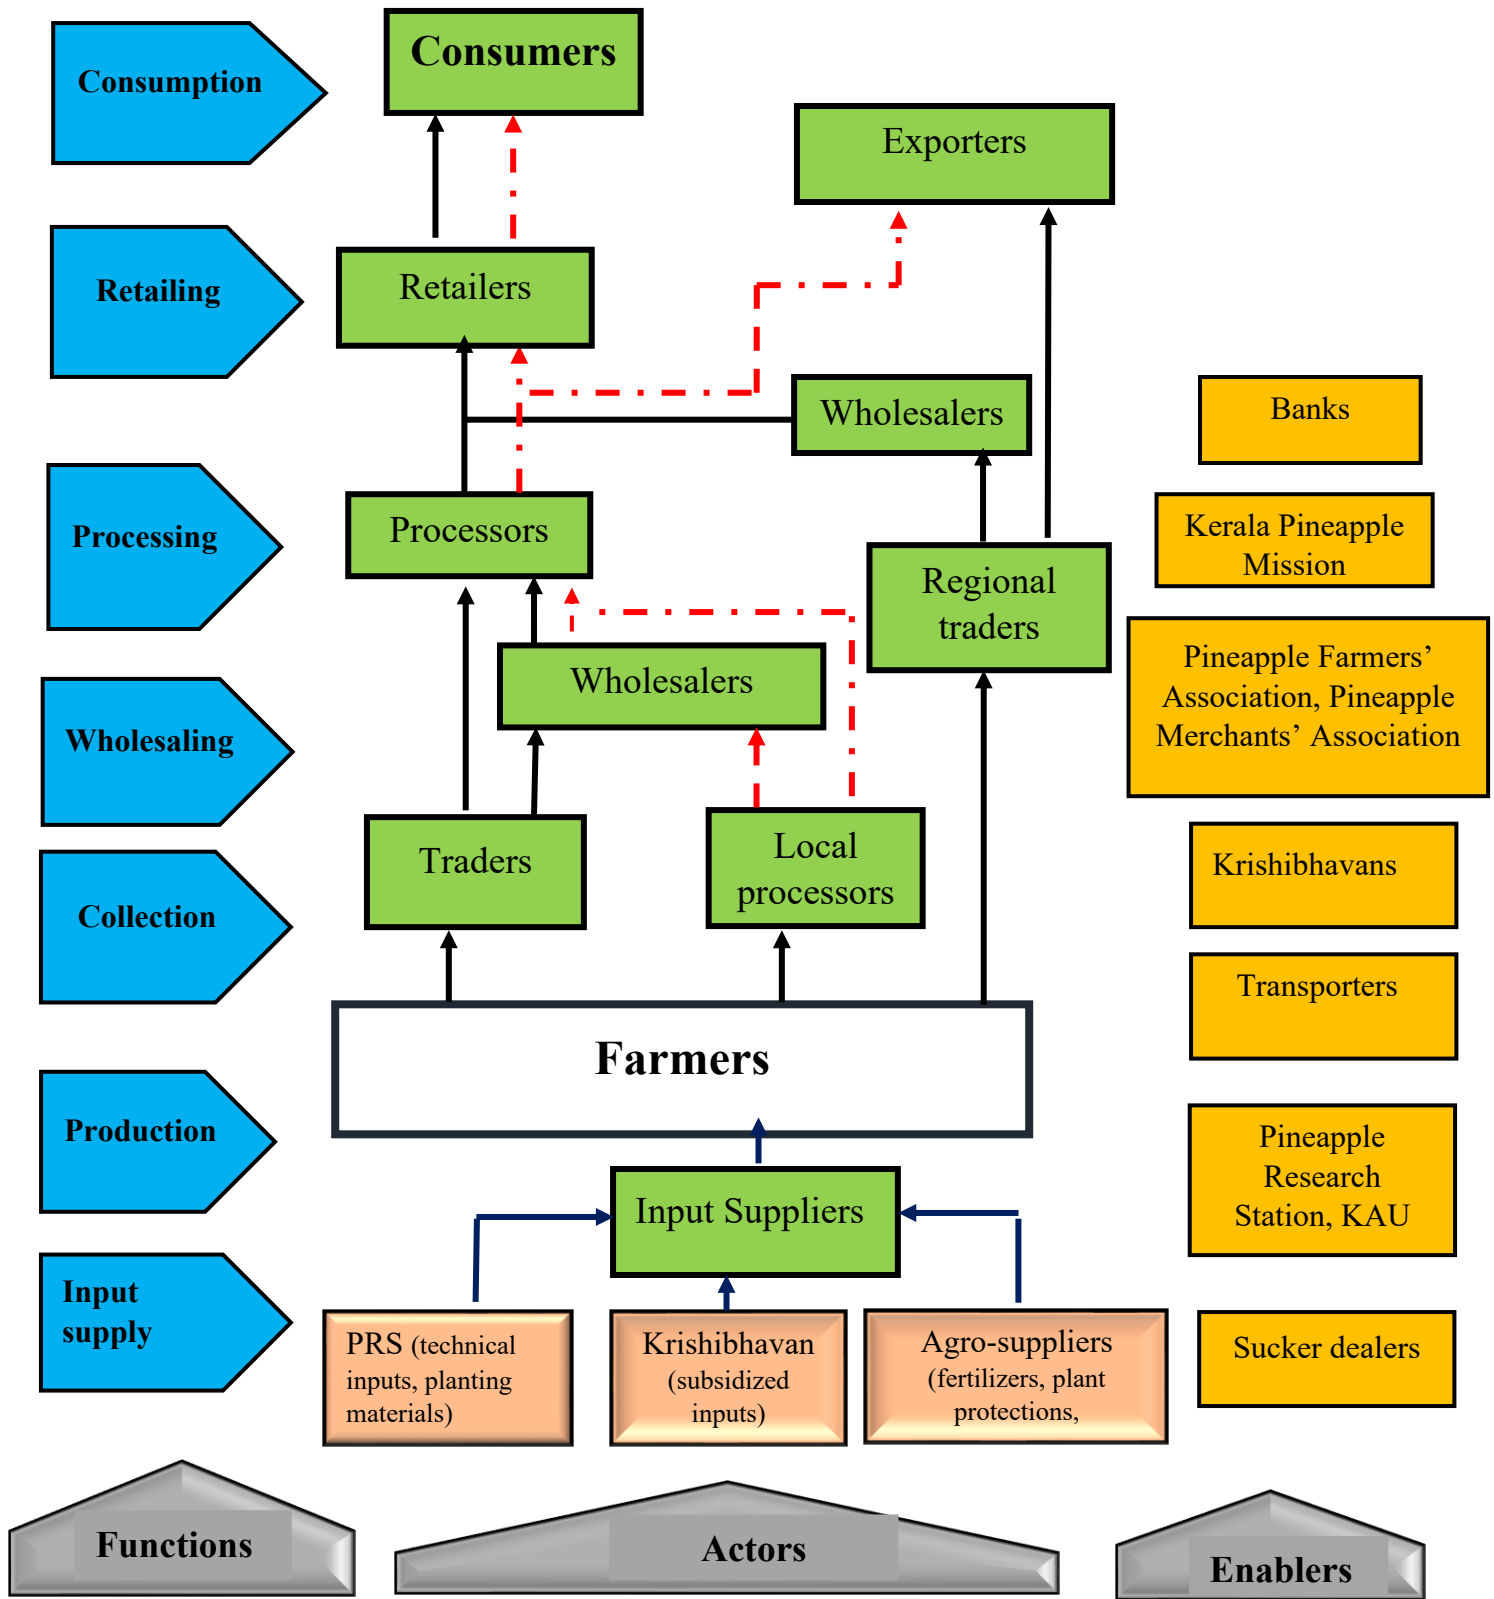 Consumption
Retailing
Processing
Wholesaling
Collection
Production
Input
supply
Consumers
Exporters
Retailers
Wholesalers
Processors
Regional
traders
Wholesalers
Traders
Local
processors
Farmers
Input Suppliers
PRS (technical
inputs, planting
materials)
Krishibhavan
(subsidized
inputs)
Agro-suppliers
(fertilizers, plant
protections,
Banks
Kerala Pineapple
Mission
Pineapple Farmers’
Association, Pineapple
Merchants’ Association
Krishibhavans
Transporters
Pineapple
Research
Station, KAU
Sucker dealers
Functions
Actors
Enablers